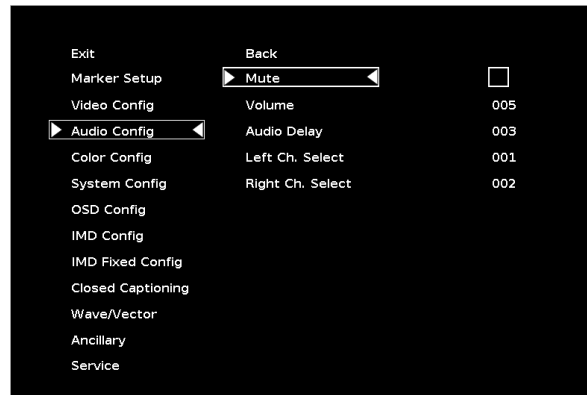 Exit Back
Marker Setup Mute
Video Config Volume 005
Audio Config Audio Delay 003
Color Config Left Ch. Select 001
System Config Right Ch. Select 002
OSD Config
IMD Config
IMD Fixed Config
Closed Captioning
Wave/Vector
Ancillary
Service